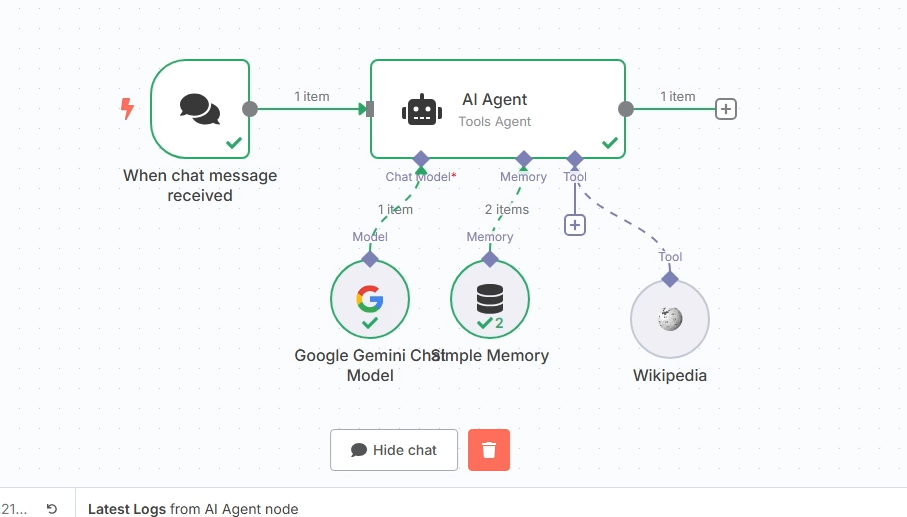 1 item
AI Agent
Tools Agent
1 item
When chat message
received
Chat Model*
Memory
Tool
1 item
2 items
Model
Memory
Tool
2
Google Gemini Chat
Model
Simple Memory
Wikipedia
Hide chat
21...
Latest Logs from AI Agent node